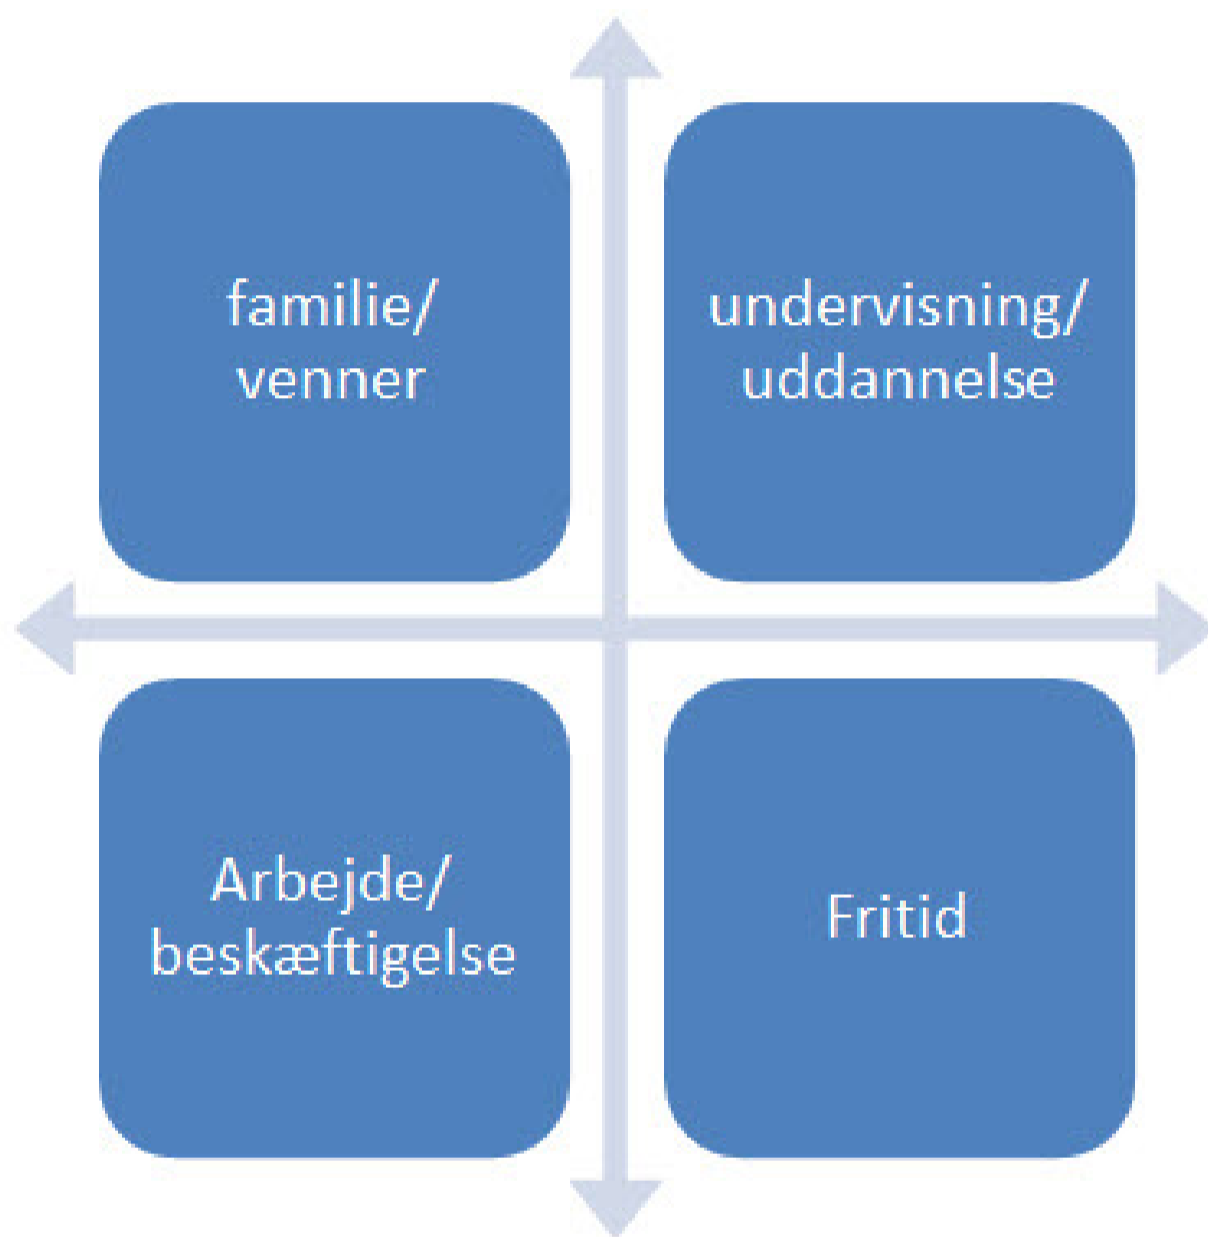 familie/
venner
undervisning/
uddannelse
Arbejde/
beskæftigelse
Fritid